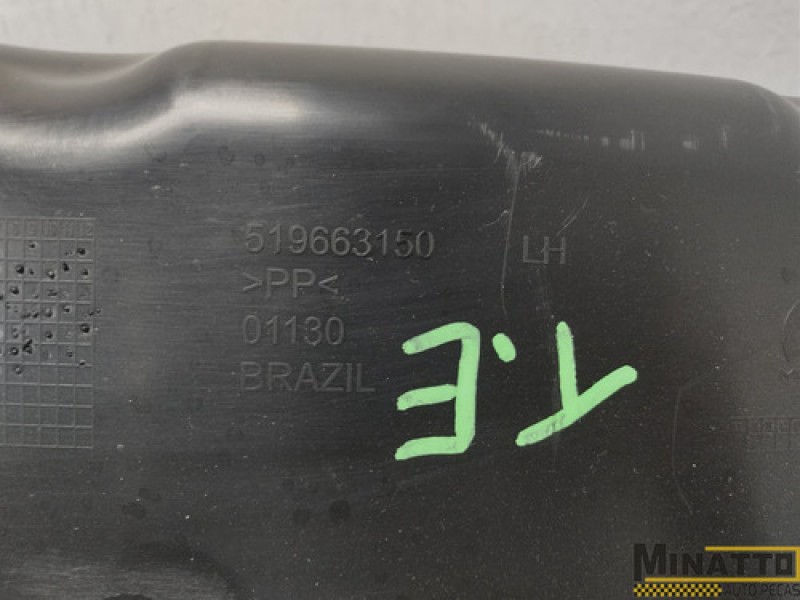 519663150 LH
>PP<
01130
BRAZIL
T.E
MINATTO
AUTO PEÇAS